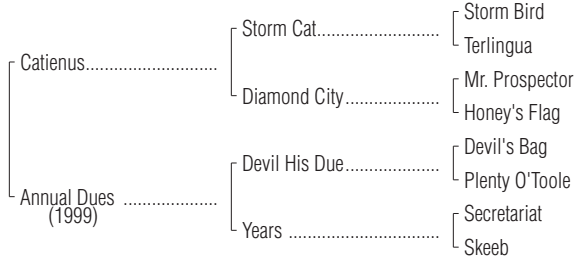 Storm Bird
Storm Cat..............................
Terlingua
Catienus................................
Mr. Prospector
Diamond City.......................
Honey's Flag
Devil's Bag
Devil His Due.......................
Plenty O'Toole
Annual Dues .......................
(1999)
Secretariat
Years .....................................
Skeeb